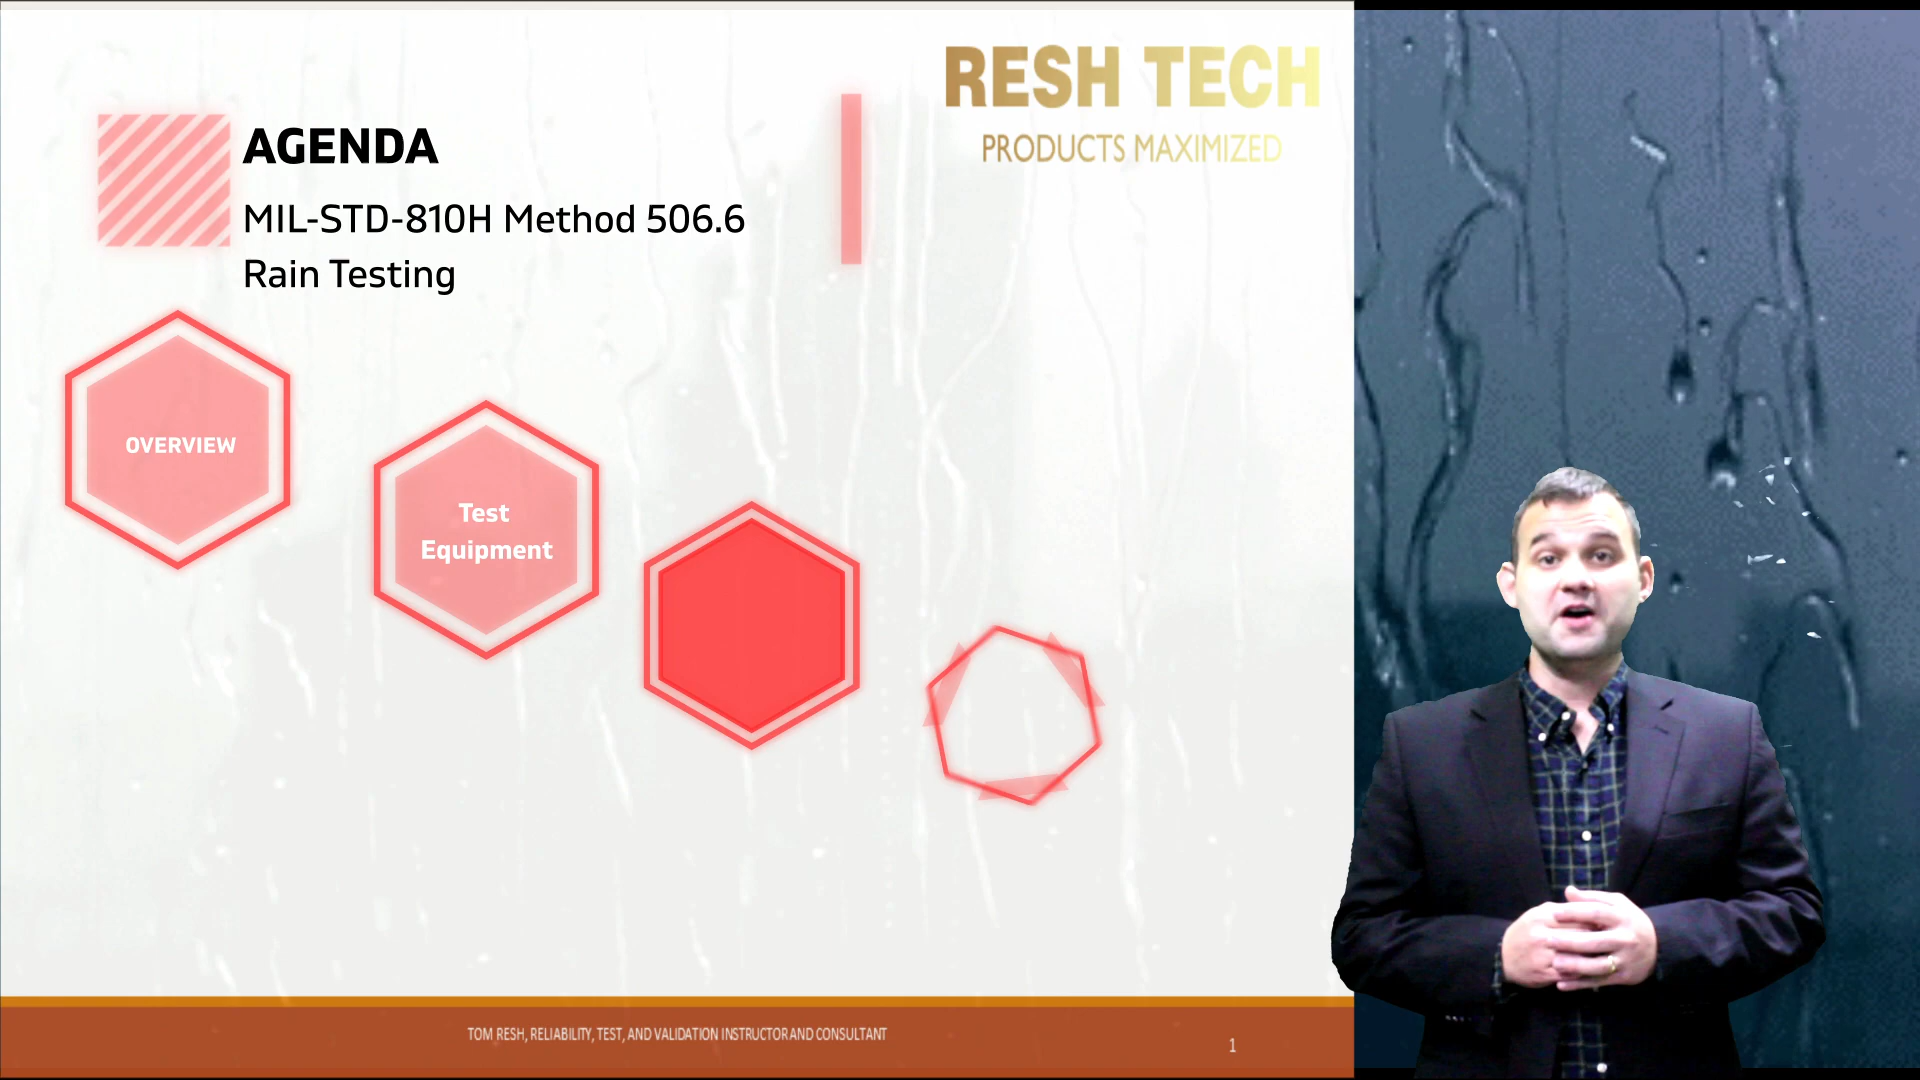 RESH TECH
PRODUCTS MAXIMIZED
AGENDA
MIL-STD-810H Method 506.6
Rain Testing
OVERVIEW
Test
Equipment
TOM RESH, RELIABILITY, TEST, AND VALIDATION INSTRUCTOR AND CONSULTANT
1